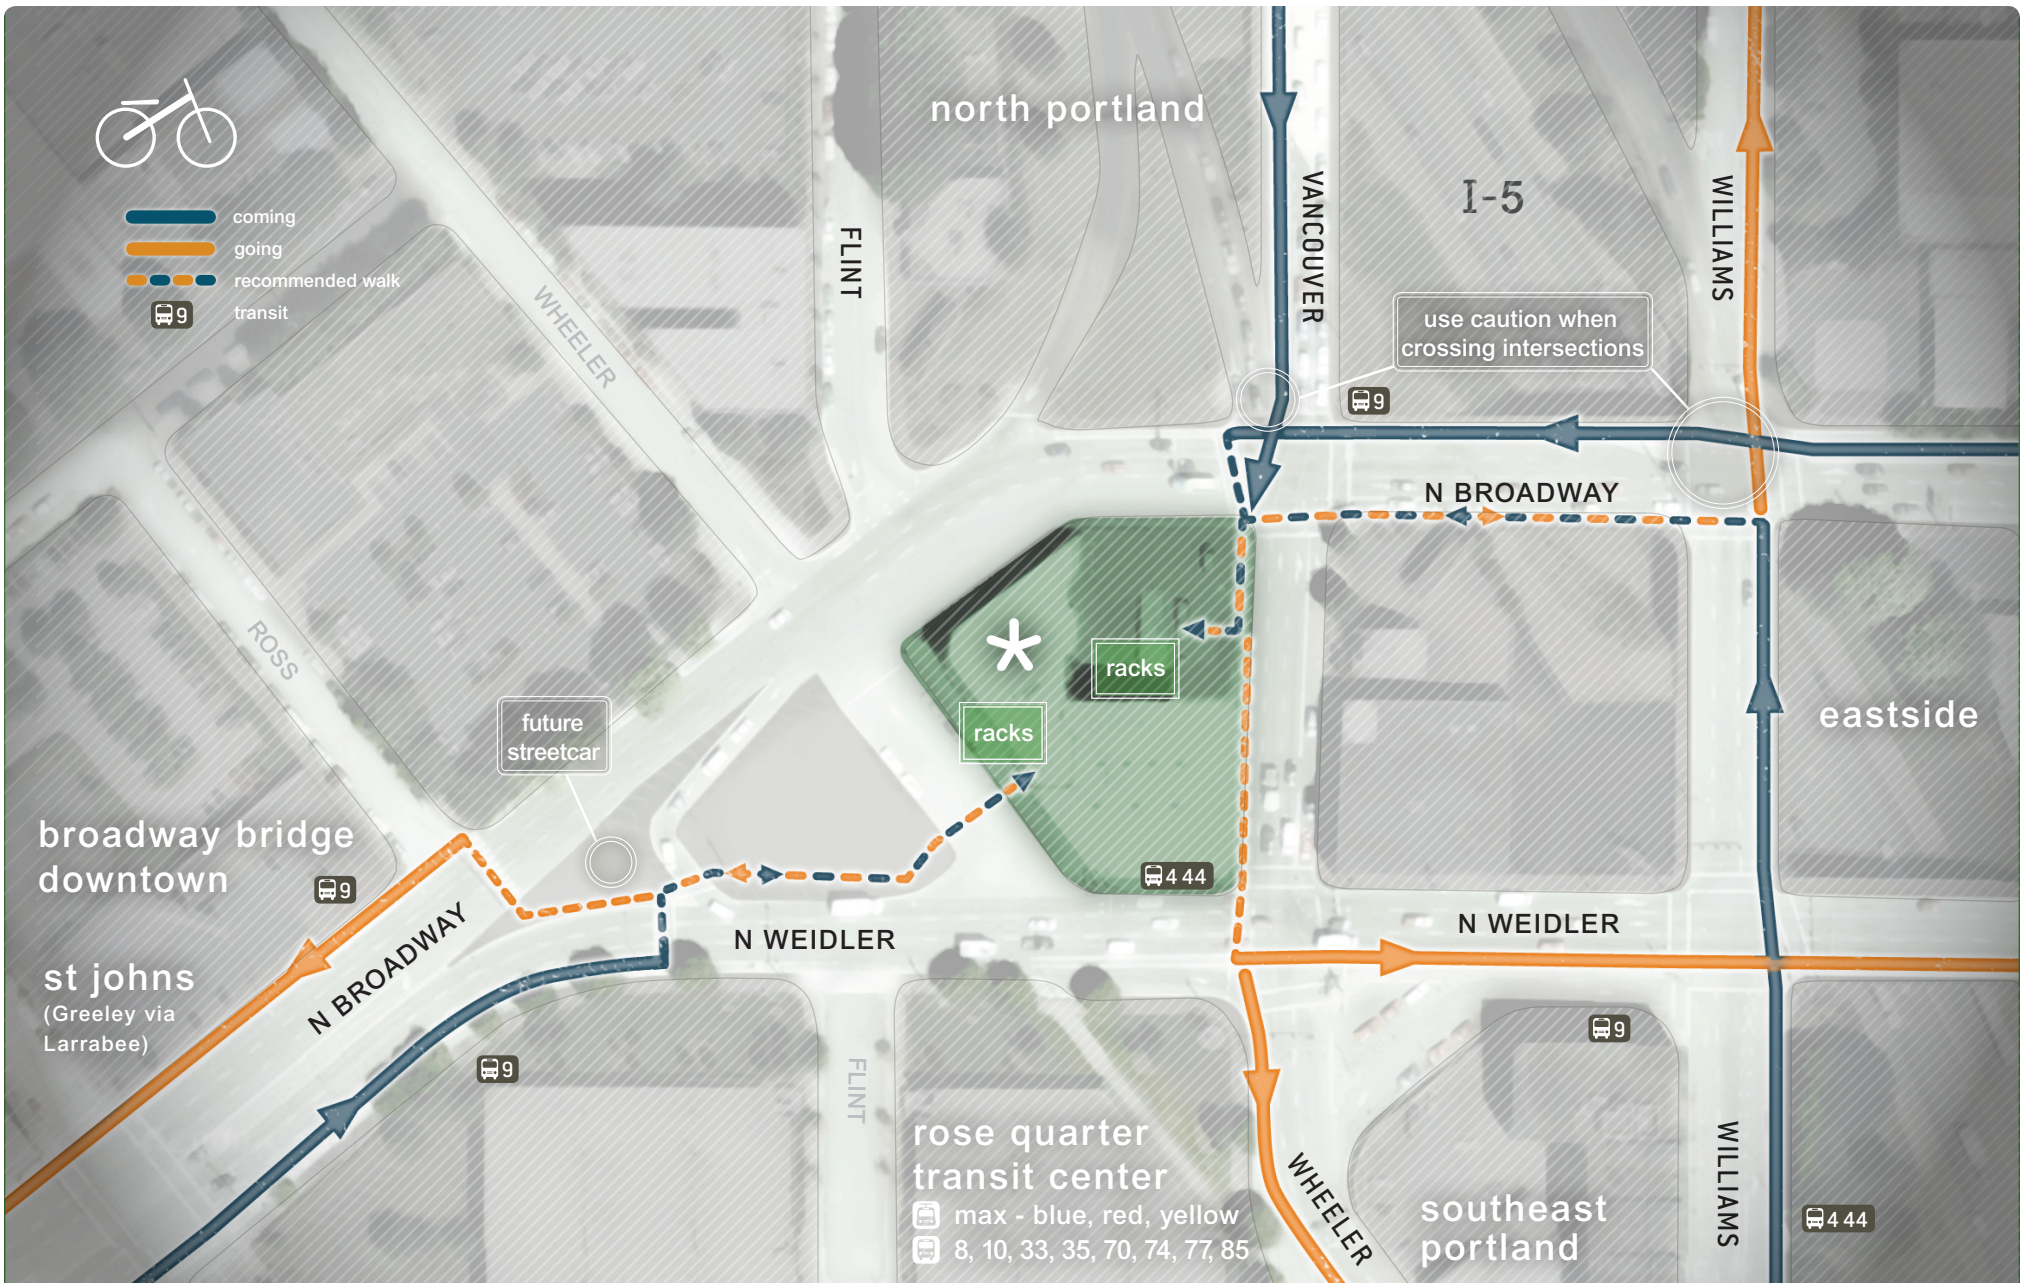 north portland
I-5
VANCOUVER
WILLIAMS
FLINT
coming
going
recommended walk
9
transit
WHEELER
use caution when
crossing intersections
9
N BROADWAY
ROSS
racks
racks
future
streetcar
eastside
broadway bridge
downtown
9
4 44
N WEIDLER
N WEIDLER
st johns
(Greeley via
Larrabee)
N BROADWAY
9
9
FLINT
rose quarter
transit center
max - blue, red, yellow
8, 10, 33, 35, 70, 74, 77, 85
WHEELER
southeast
portland
WILLIAMS
4 44